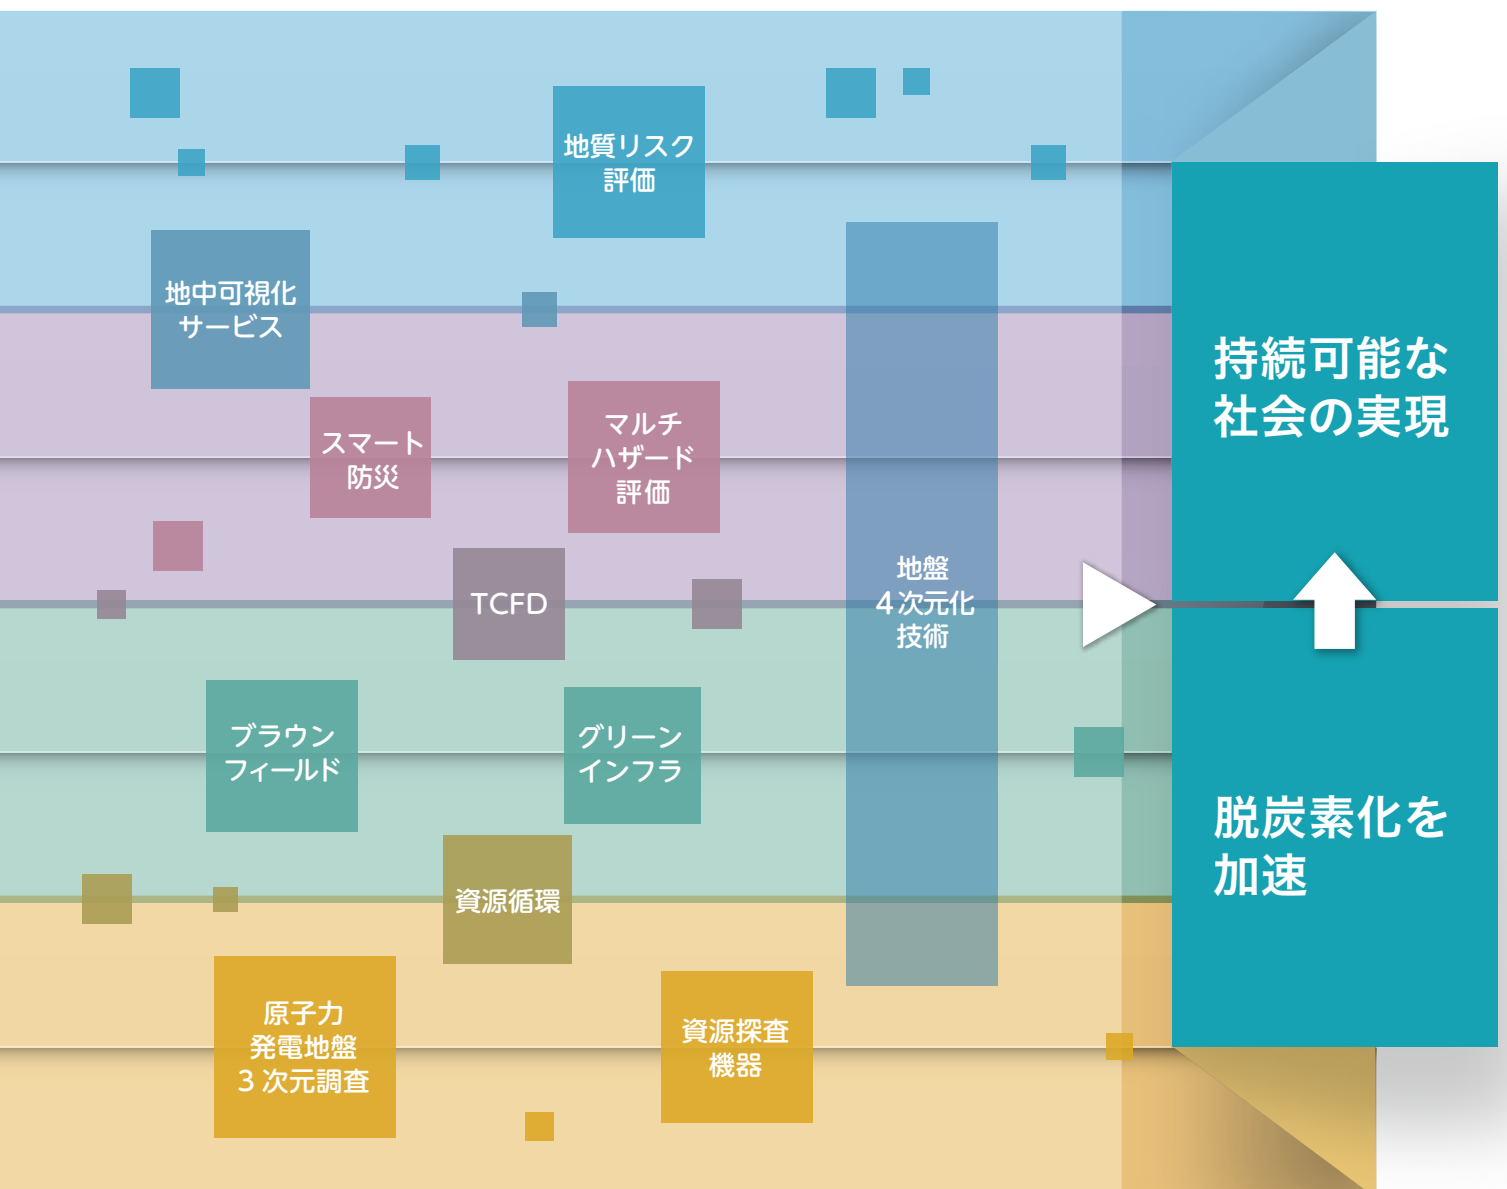 地質リスク
評価
地中可視化
サービス
スマート
防災
マルチ
ハザード
評価
TCFD
地盤
4次元化
技術
ブラウン
フィールド
グリーン
インフラ
資源循環
原子力
発電地盤
3次元調査
資源探査
機器
持続可能な
社会の実現
脱炭素化を
加速